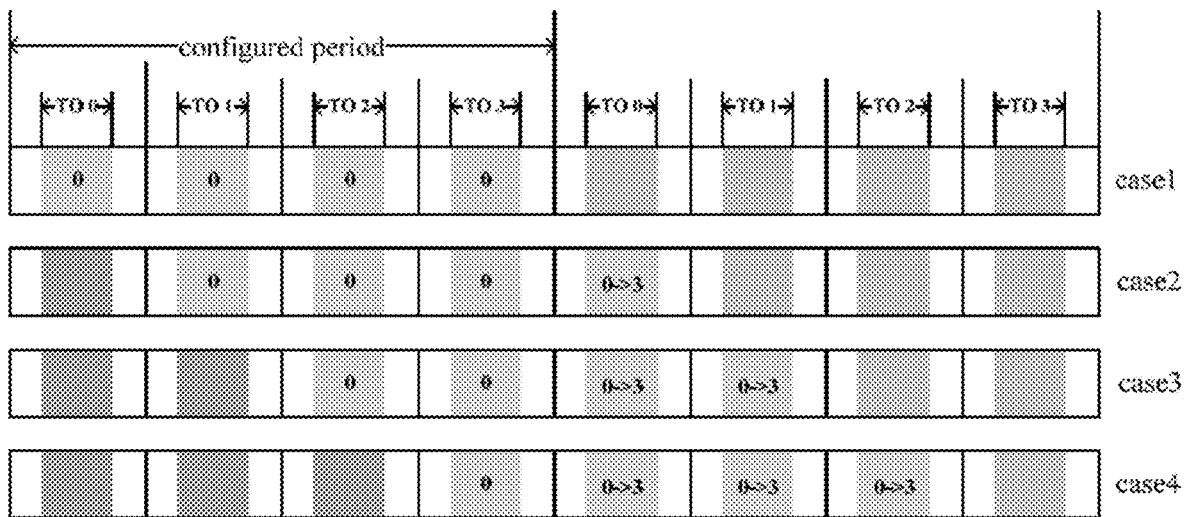 configured period
TO 0 TO 1 TO 2 TO 3 TO 0 TO 1 TO 2 TO 3
0 0 0 0 case1
0 0 0 0->3 case2
0 0 0->3 0->3 case3
0 0->3 0->3 0->3 case4